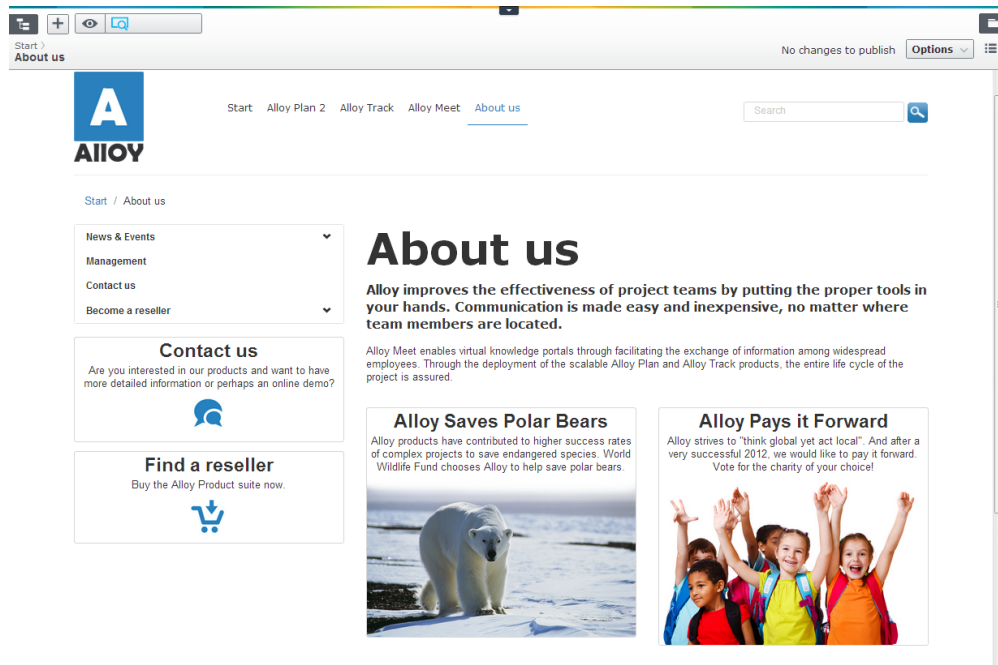 Start >
About us
No changes to publish
Options
A
Alloy
Start Alloy Plan 2 Alloy Track Alloy Meet About us
Search
Start / About us
News & Events
Management
Contact us
Become a reseller
Contact us
Are you interested in our products and want to have
more detailed information or perhaps an online demo?
Find a reseller
Buy the Alloy Product suite now.
About us
Alloy improves the effectiveness of project teams by putting the proper tools in
your hands. Communication is made easy and inexpensive, no matter where
team members are located.
Alloy Meet enables virtual knowledge portals through facilitating the exchange of information among widespread
employees. Through the deployment of the scalable Alloy Plan and Alloy Track products, the entire life cycle of the
project is assured.
Alloy Saves Polar Bears
Alloy products have contributed to higher success rates
of complex projects to save endangered species. World
Wildlife Fund chooses Alloy to help save polar bears.
Alloy Pays it Forward
Alloy strives to "think global yet act local". And after a
very successful 2012, we would like to pay it forward.
Vote for the charity of your choice!